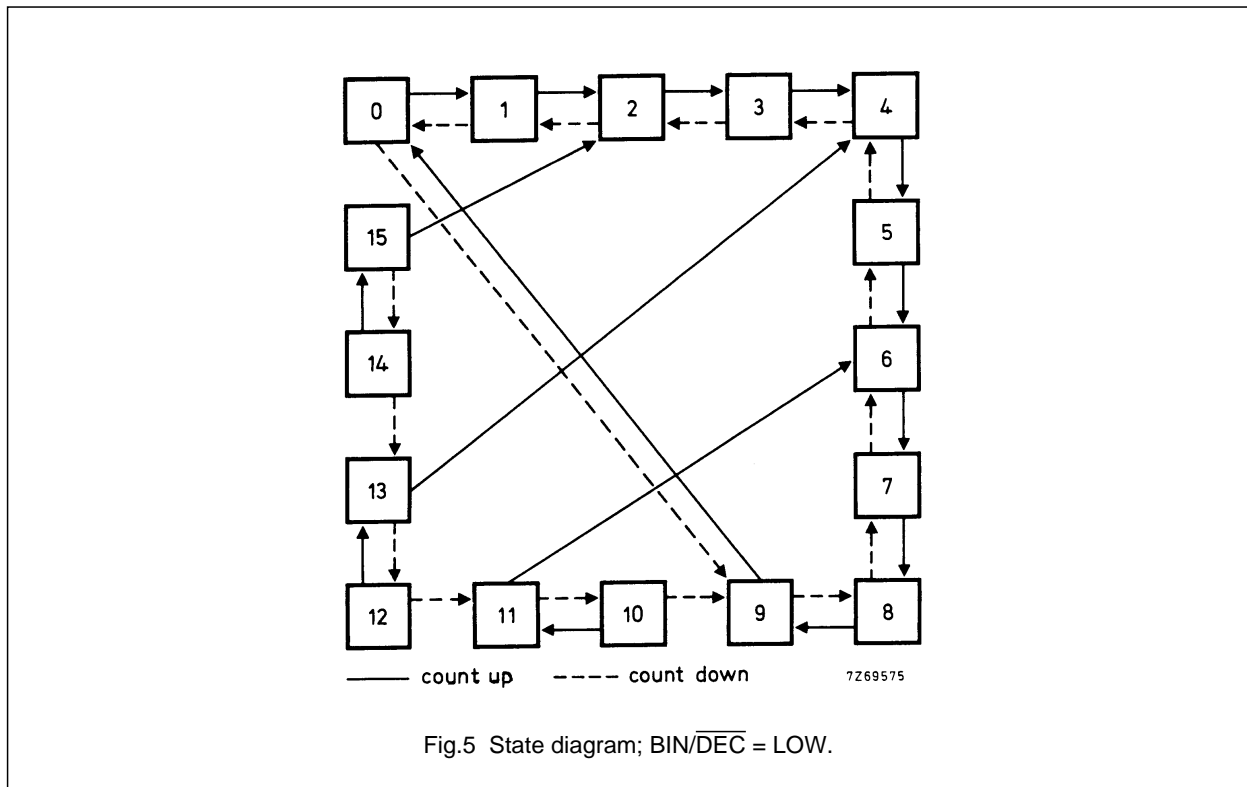 0 1 2 3 4
15 5
14 6
13 7
12 11 10 9 8
count up count down 7Z69575
Fig.5 State diagram; BIN/D̅E̅C̅ = LOW.